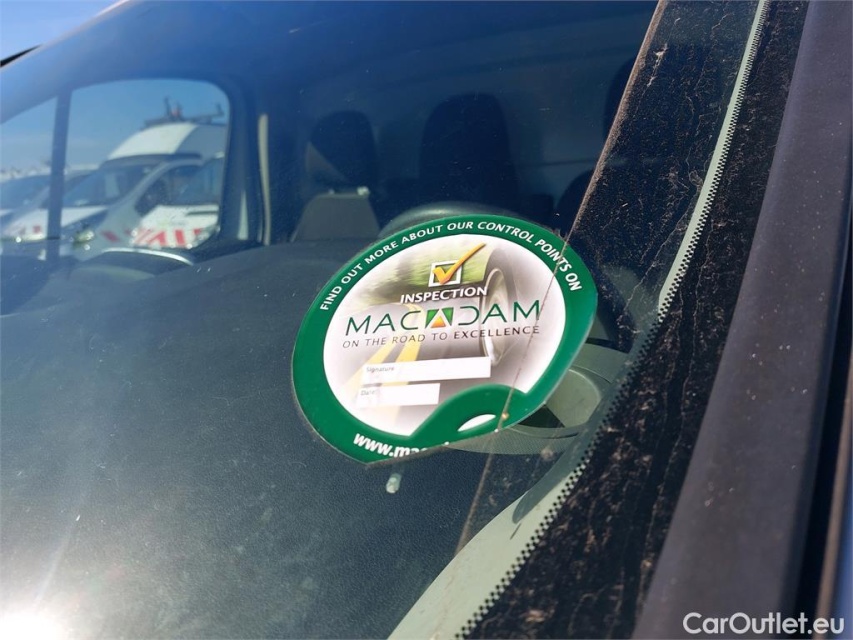 FIND OUT MORE ABOUT OUR CONTROL POINTS ON
INSPECTION
MACADAM
ON THE ROAD TO EXCELLENCE
Signature
Date
www.mac
CarOutlet.eu